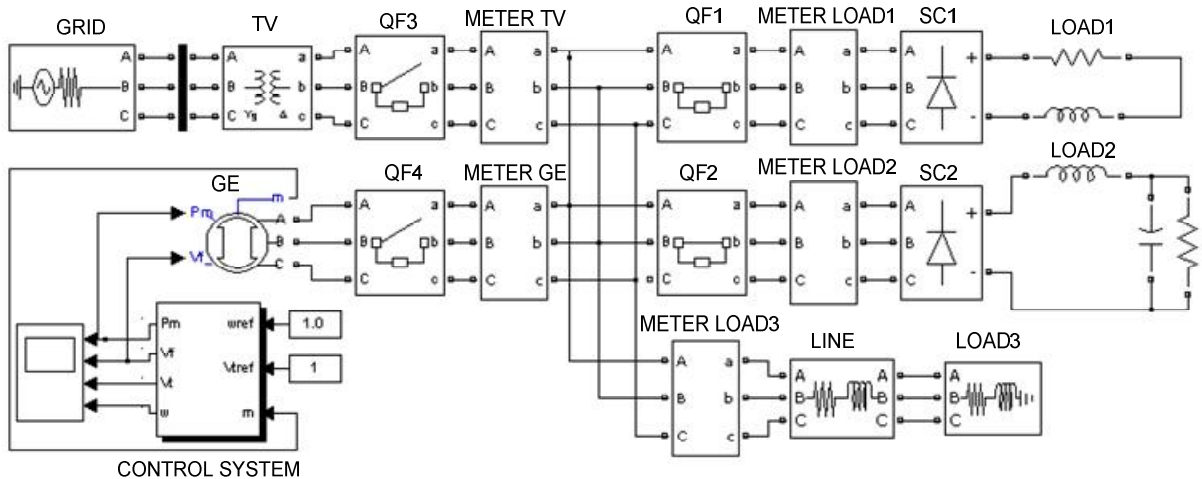 GRID TV QF3 METER TV QF1 METER LOAD1 SC1 LOAD1
A A a A a A a A a A a A +
B B b B b B b B b B b B
C C Yg c C c C c C c C c C -
GE QF4 METER GE QF2 METER LOAD2 SC2 LOAD2
m
Pm A A a A a A a A a A +
B B b B b B b B b B
Vf_ C C c C c C c C c C -
METER LOAD3 LINE LOAD3
Pm wref 1.0
Vf
Vt Vtref 1
w m
A a A A A
B b B B B
C c C C C
CONTROL SYSTEM